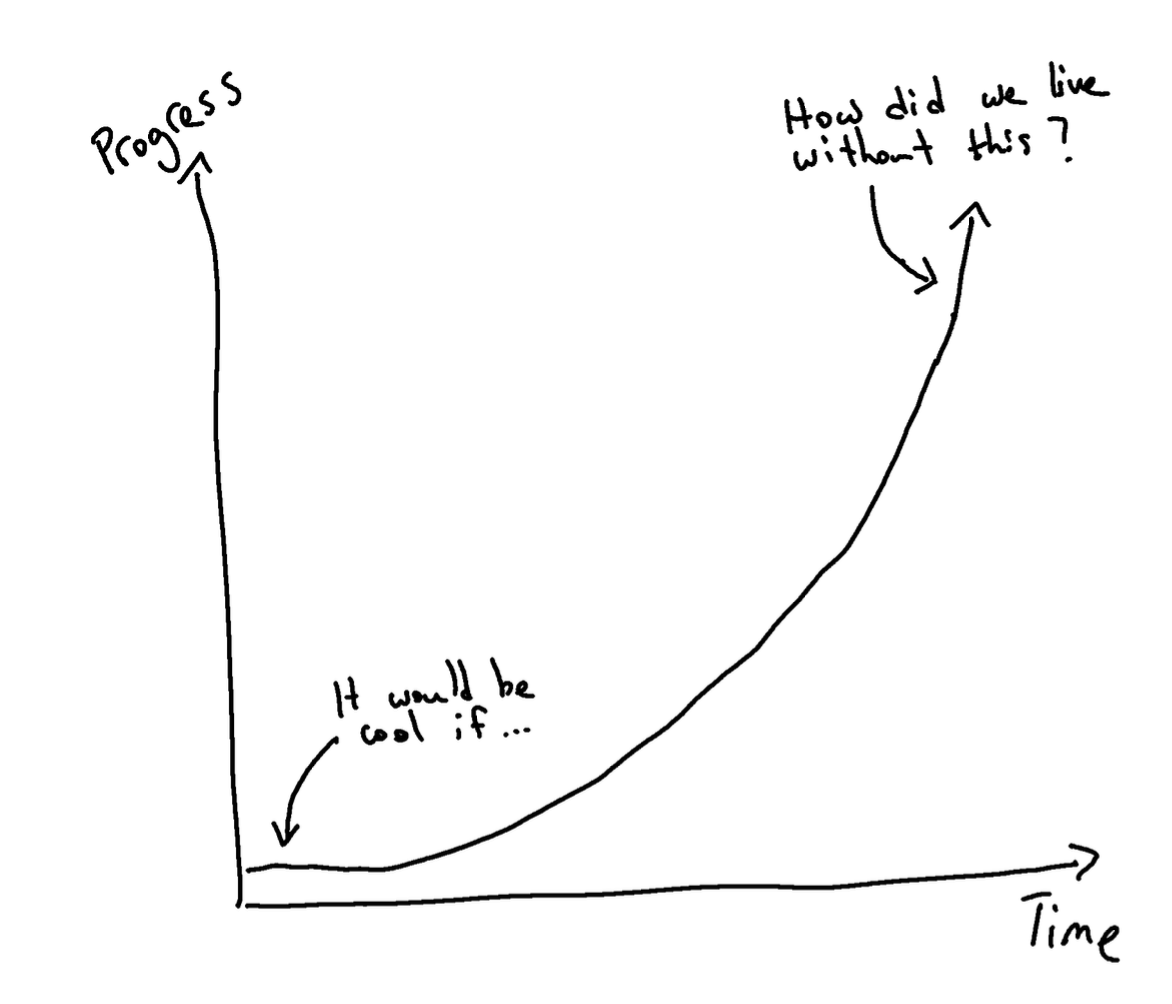 Progress
How did we live
without this?
It would be
cool if...
Time